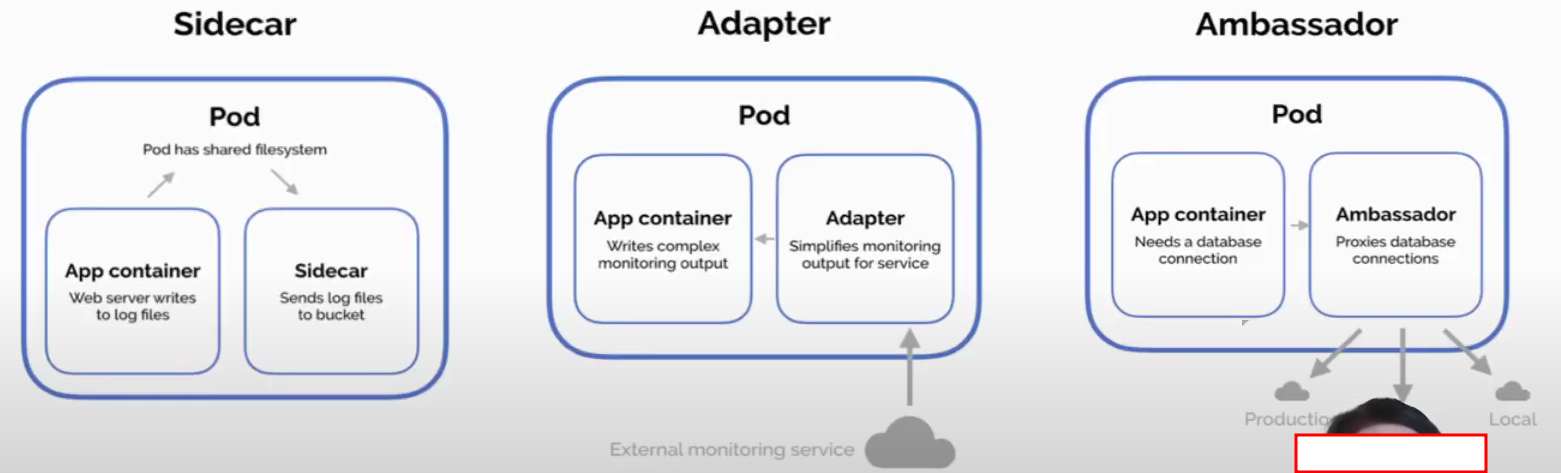 Sidecar
Pod
Pod has shared filesystem
App container
Web server writes
to log files
Sidecar
Sends log files
to bucket
Adapter
Pod
App container
Writes complex
monitoring output
Adapter
Simplifies monitoring
output for service
External monitoring service
Ambassador
Pod
App container
Needs a database
connection
Ambassador
Proxies database
connections
Local